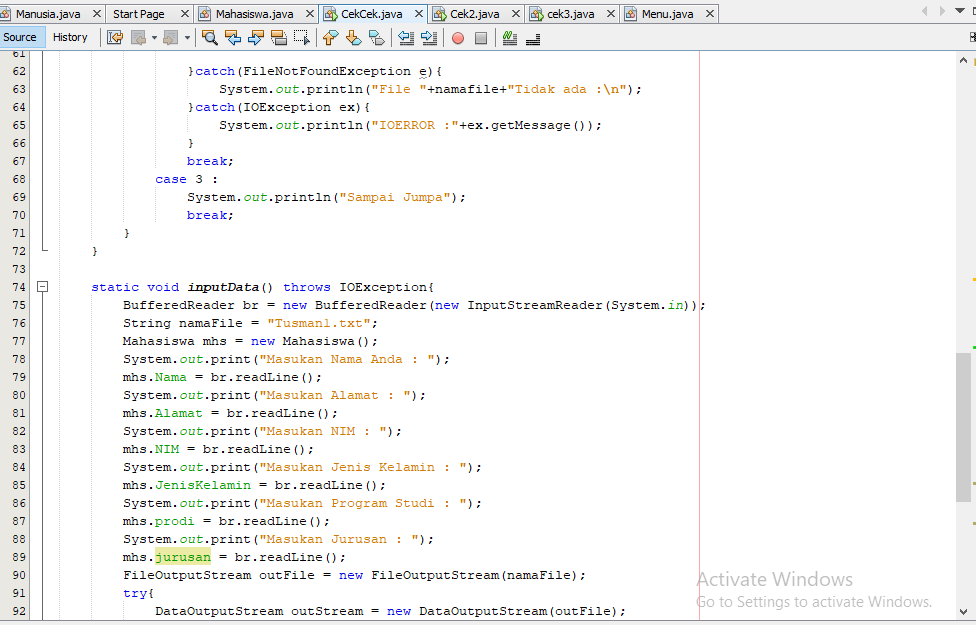 Manusia.java Start Page Mahasiswa.java CekCek.java Cek2.java cek3.java Menu.java
Source History
61
62 }catch(FileNotFoundException e){
63 System.out.println("File "+namafile+"Tidak ada :\n");
64 }catch(IOException ex){
65 System.out.println("IOERROR :"+ex.getMessage());
66 }
67 break;
68 case 3 :
69 System.out.println("Sampai Jumpa");
70 break;
71 }
72 }
73
74 static void inputData() throws IOException{
75 BufferedReader br = new BufferedReader(new InputStreamReader(System.in));
76 String namaFile = "Tusman1.txt";
77 Mahasiswa mhs = new Mahasiswa();
78 System.out.print("Masukan Nama Anda : ");
79 mhs.Nama = br.readLine();
80 System.out.print("Masukan Alamat : ");
81 mhs.Alamat = br.readLine();
82 System.out.print("Masukan NIM : ");
83 mhs.NIM = br.readLine();
84 System.out.print("Masukan Jenis Kelamin : ");
85 mhs.JenisKelamin = br.readLine();
86 System.out.print("Masukan Program Studi : ");
87 mhs.prodi = br.readLine();
88 System.out.print("Masukan Jurusan : ");
89 mhs.jurusan = br.readLine();
90 FileOutputStream outFile = new FileOutputStream(namaFile);
91 try{
92 DataOutputStream outStream = new DataOutputStream(outFile);
Activate Windows
Go to Settings to activate Windows.